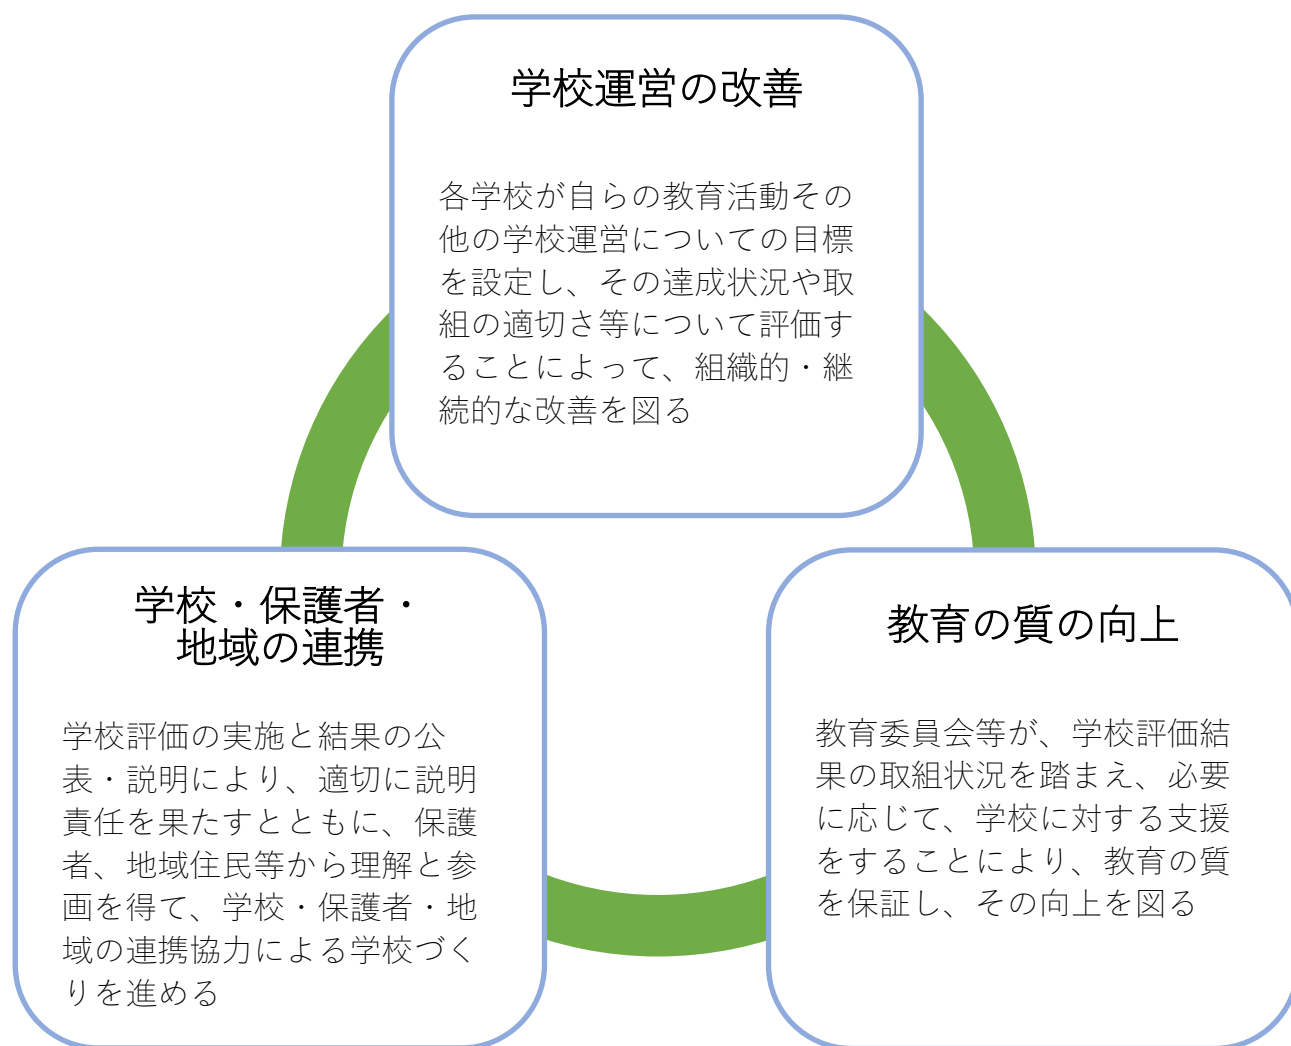 学校運営の改善
各学校が自らの教育活動その
他の学校運営についての目標
を設定し、その達成状況や取
組の適切さ等について評価す
ることによって、組織的・継
続的な改善を図る
学校・保護者・
地域の連携
学校評価の実施と結果の公
表・説明により、適切に説明
責任を果たすとともに、保護
者、地域住民等から理解と参
画を得て、学校・保護者・地
域の連携協力による学校づく
りを進める
教育の質の向上
教育委員会等が、学校評価結
果の取組状況を踏まえ、必要
に応じて、学校に対する支援
をすることにより、教育の質
を保証し、その向上を図る